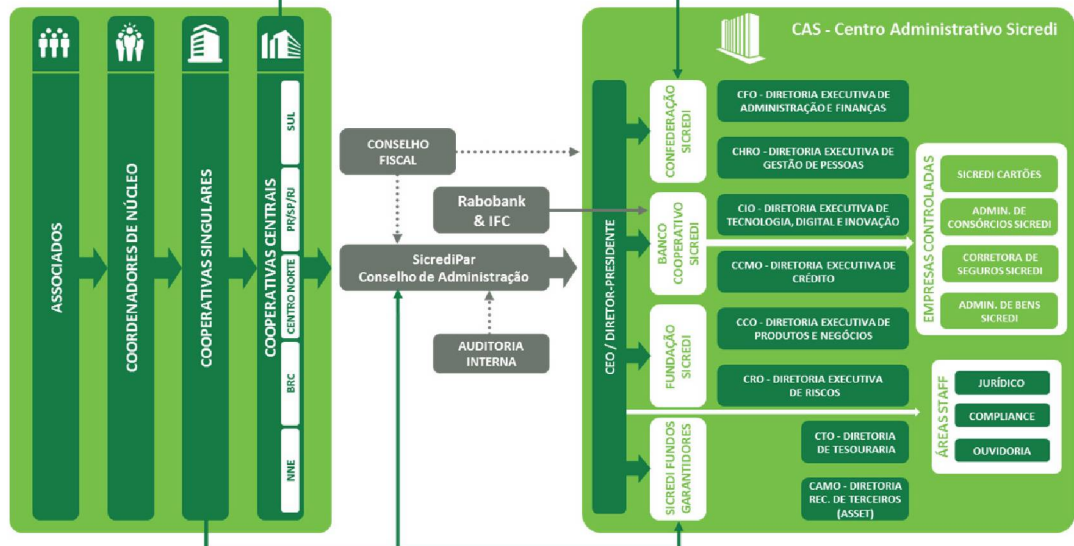 ASSOCIADOS
COORDENADORES DE NÚCLEO
COOPERATIVAS SINGULARES
COOPERATIVAS CENTRAIS
SUL
PR/SP/RJ
CENTRO NORTE
BRC
NNE
CONSELHO
FISCAL
Rabobank
& IFC
SicrediPar
Conselho de Administração
AUDITORIA
INTERNA
CAS - Centro Administrativo Sicredi
CEO / DIRETOR-PRESIDENTE
CONFEDERAÇÃO
SICREDI
BANCO
COOPERATIVO
SICREDI
FUNDAÇÃO
SICREDI
SICREDI FUNDOS
GARANTIDORES
CFO - DIRETORIA EXECUTIVA DE
ADMINISTRAÇÃO E FINANÇAS
CHRO - DIRETORIA EXECUTIVA DE
GESTÃO DE PESSOAS
CIO - DIRETORIA EXECUTIVA DE
TECNOLOGIA, DIGITAL E INOVAÇÃO
CCMO - DIRETORIA EXECUTIVA DE
CRÉDITO
CCO - DIRETORIA EXECUTIVA DE
PRODUTOS E NEGÓCIOS
CRO - DIRETORIA EXECUTIVA
DE RISCOS
CTO - DIRETORIA
DE TESOURARIA
CAMO - DIRETORIA
REC. DE TERCEIROS
(ASSET)
EMPRESAS CONTROLADAS
SICREDI CARTÕES
ADMIN. DE
CONSÓRCIOS SICREDI
CORRETORA DE
SEGUROS SICREDI
ADMIN. DE BENS
SICREDI
ÁREAS STAFF
JURÍDICO
COMPLIANCE
OUVIDORIA